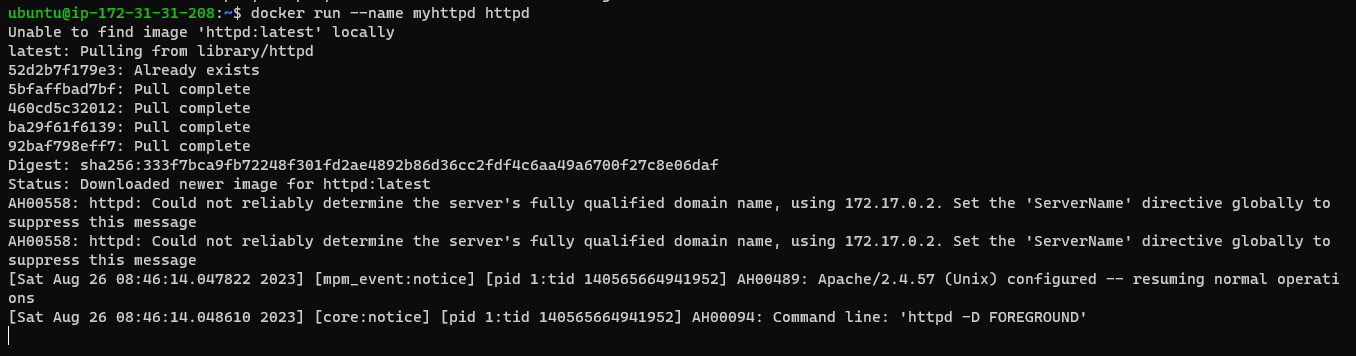 ubuntu@ip-172-31-31-208:~$ docker run --name myhttpd httpd
Unable to find image 'httpd:latest' locally
latest: Pulling from library/httpd
52d2b7f179e3: Already exists
5bfaffbad7bf: Pull complete
460cd5c32012: Pull complete
ba29f61f6139: Pull complete
92baf798eff7: Pull complete
Digest: sha256:333f7bca9fb72248f301fd2ae4892b86d36cc2fdf4c6aa49a6700f27c8e06daf
Status: Downloaded newer image for httpd:latest
AH00558: httpd: Could not reliably determine the server's fully qualified domain name, using 172.17.0.2. Set the 'ServerName' directive globally to
suppress this message
AH00558: httpd: Could not reliably determine the server's fully qualified domain name, using 172.17.0.2. Set the 'ServerName' directive globally to
suppress this message
[Sat Aug 26 08:46:14.047822 2023] [mpm_event:notice] [pid 1:tid 140565664941952] AH00489: Apache/2.4.57 (Unix) configured -- resuming normal operati
ons
[Sat Aug 26 08:46:14.048610 2023] [core:notice] [pid 1:tid 140565664941952] AH00094: Command line: 'httpd -D FOREGROUND'